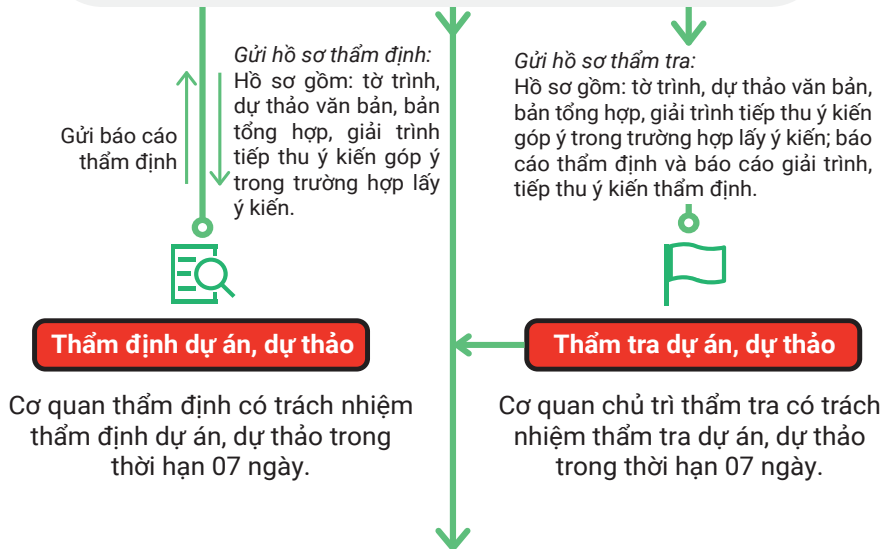 Gửi báo cáo
thẩm định
Gửi hồ sơ thẩm định:
Hồ sơ gồm: tờ trình,
dự thảo văn bản, bản
tổng hợp, giải trình
tiếp thu ý kiến góp ý
trong trường hợp lấy
ý kiến.
Gửi hồ sơ thẩm tra:
Hồ sơ gồm: tờ trình, dự thảo văn bản,
bản tổng hợp, giải trình tiếp thu ý kiến
góp ý trong trường hợp lấy ý kiến; báo
cáo thẩm định và báo cáo giải trình,
tiếp thu ý kiến thẩm định.
Thẩm định dự án, dự thảo
Cơ quan thẩm định có trách nhiệm
thẩm định dự án, dự thảo trong
thời hạn 07 ngày.
Thẩm tra dự án, dự thảo
Cơ quan chủ trì thẩm tra có trách
nhiệm thẩm tra dự án, dự thảo
trong thời hạn 07 ngày.